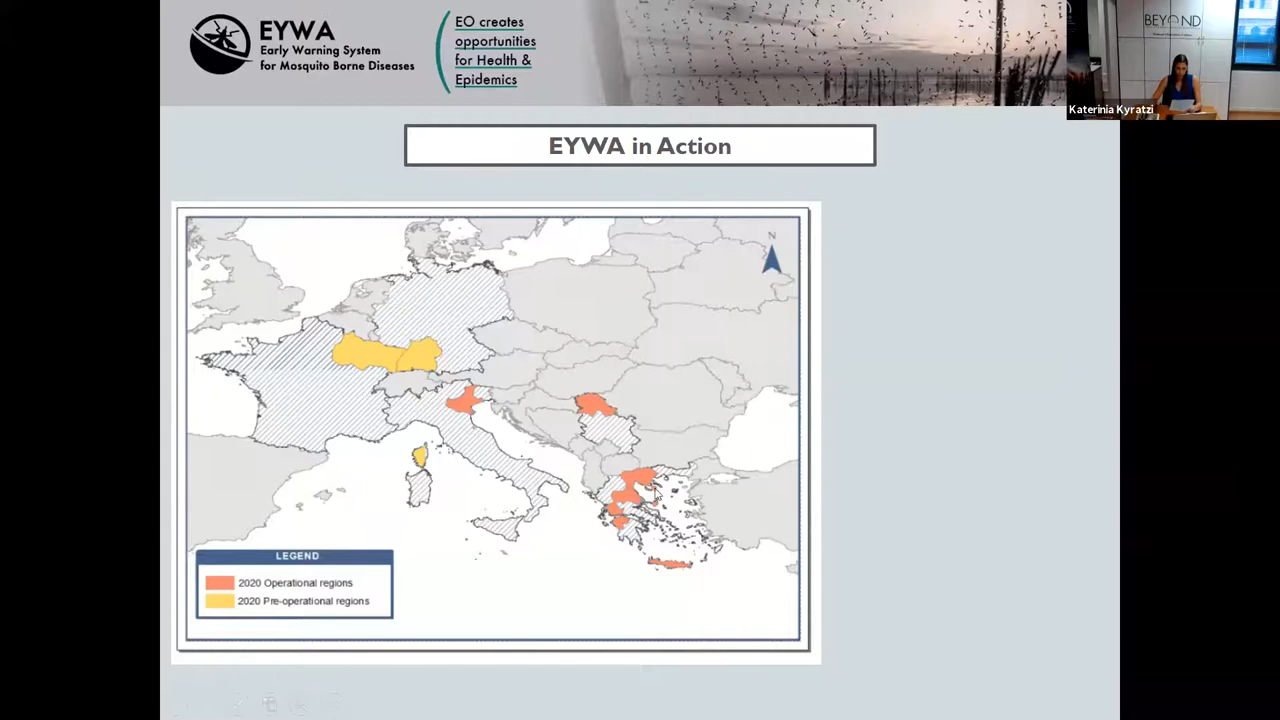 EYWA
Early Warning System
for Mosquito Borne Diseases
EO creates
opportunities
for Health &
Epidemics
BEYOND
Katerinia Kyratzi
EYWA in Action
N
LEGEND
2020 Operational regions
2020 Pre-operational regions